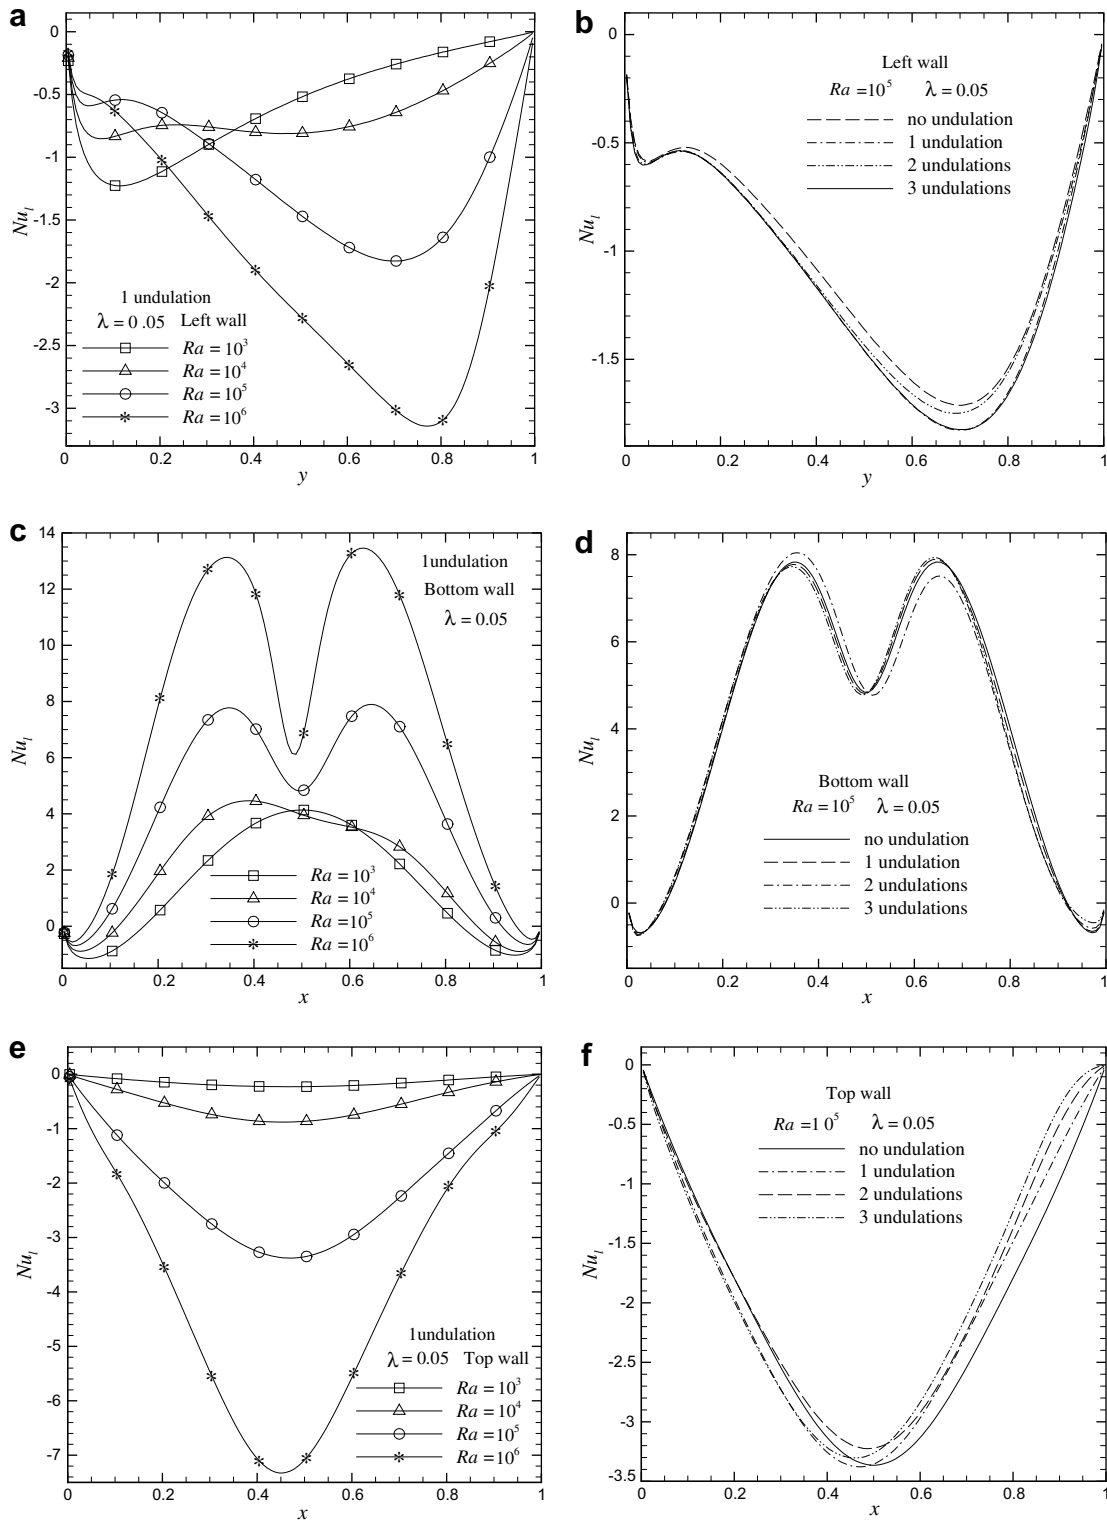 a
0
-0.5
-1
-1.5
-2
-2.5
-3
Nu_l
1 undulation
λ = 0 .05 Left wall
Ra = 10^3
Ra = 10^4
Ra = 10^5
Ra = 10^6
0 0.2 0.4 0.6 0.8 1
y
b
0
-0.5
-1
-1.5
Nu_l
Left wall
Ra =10^5 λ = 0.05
no undulation
1 undulation
2 undulations
3 undulations
0 0.2 0.4 0.6 0.8 1
y
c
14
12
10
8
6
4
2
0
Nu_l
1undulation
Bottom wall
λ = 0.05
Ra = 10^3
Ra = 10^4
Ra = 10^5
Ra = 10^6
0 0.2 0.4 0.6 0.8 1
x
d
8
6
4
2
0
Nu_l
Bottom wall
Ra = 10^5 λ = 0.05
no undulation
1 undulation
2 undulations
3 undulations
0 0.2 0.4 0.6 0.8 1
x
e
0
-1
-2
-3
-4
-5
-6
-7
Nu_l
1undulation
λ = 0.05 Top wall
Ra = 10^3
Ra = 10^4
Ra = 10^5
Ra = 10^6
0 0.2 0.4 0.6 0.8 1
x
f
0
-0.5
-1
-1.5
-2
-2.5
-3
-3.5
Nu_l
Top wall
Ra =1 0^5 λ = 0.05
no undulation
1 undulation
2 undulations
3 undulations
0 0.2 0.4 0.6 0.8 1
x